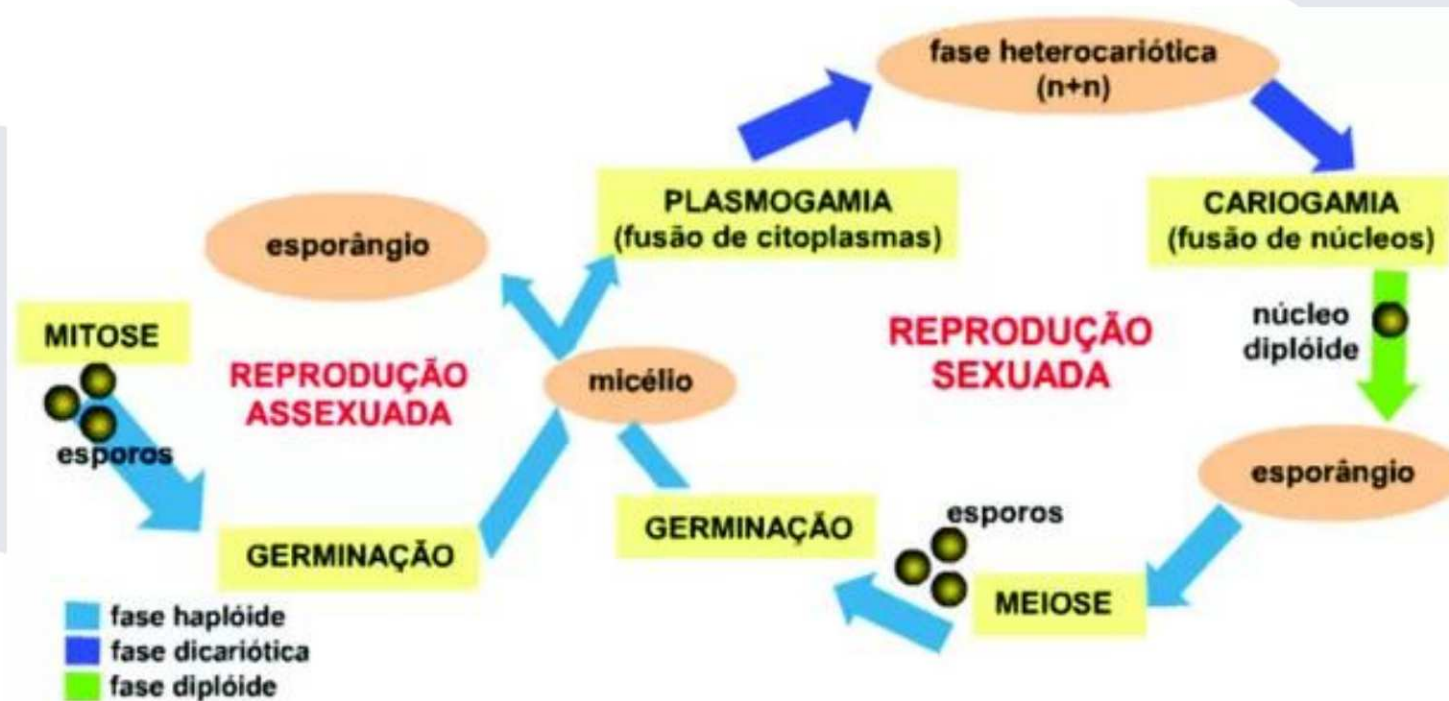 fase heterocariótica
(n+n)
PLASMOGAMIA
(fusão de citoplasmas)
CARIOGAMIA
(fusão de núcleos)
esporângio
MITOSE
esporos
REPRODUÇÃO
ASSEXUADA
micélio
REPRODUÇÃO
SEXUADA
núcleo
diplóide
esporângio
GERMINAÇÃO
GERMINAÇÃO
esporos
MEIOSE
fase haplóide
fase dicariótica
fase diplóide